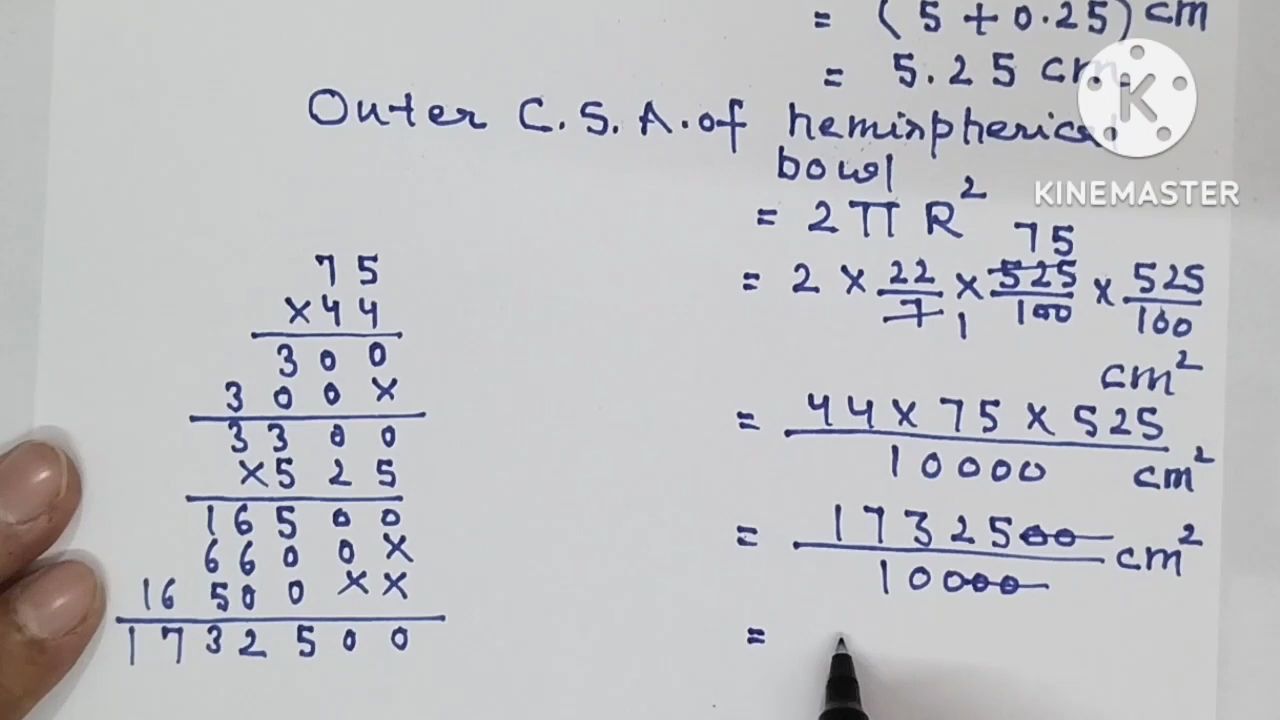 = (5 + 0.25) cm
= 5.25 cm.
K
KINEMASTER
Outer C.S.A. of hemispherical
bowl
= 2 π R²
75
= 2 × 22/7 × 525/100 × 525/100
1
cm²
= 44 × 75 × 525 / 10000 cm²
= 1732500 / 10000 cm²
=
75
×44
300
300×
3300
×525
16500
6600×
16500××
1732500